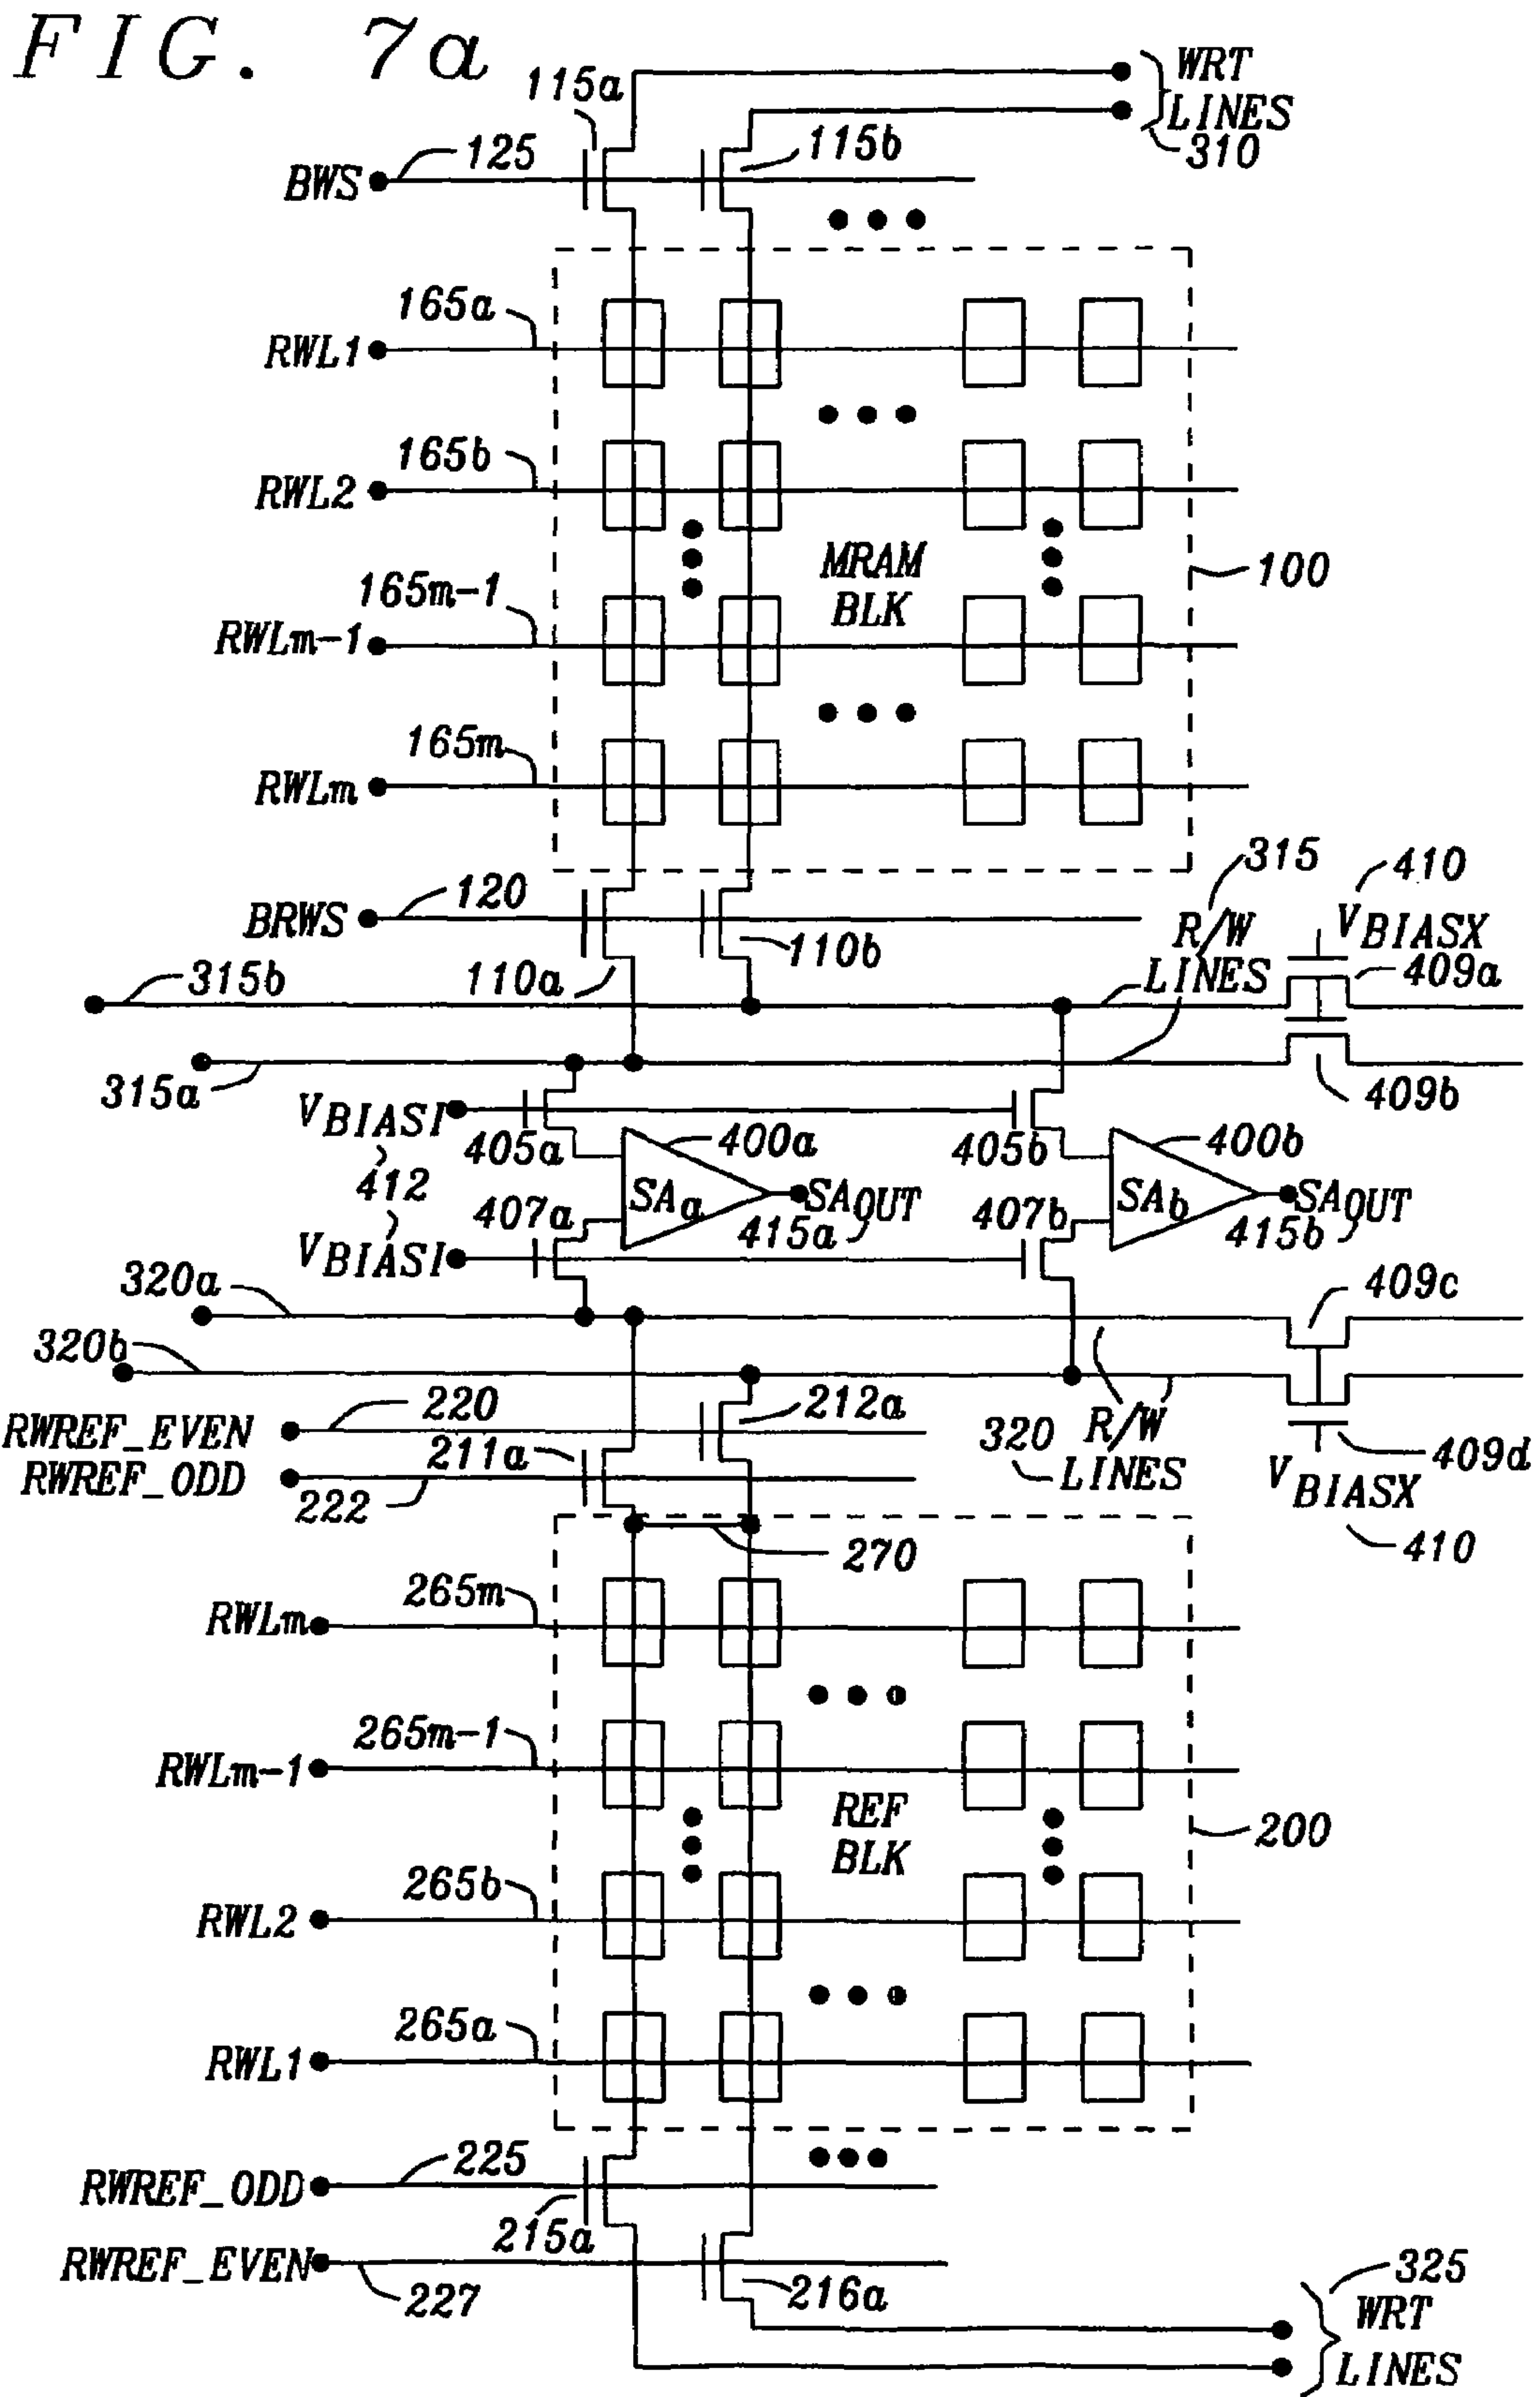 FIG. 7a
115a
WRT
LINES
310
125
115b
BWS
165a
RWL1
165b
RWL2
MRAM
BLK
100
165m-1
RWLm-1
165m
RWLm
315
410
120
BRWS
R/W
LINES
VBIASX
110b
110a
409a
315b
315a
409b
VBIASI
405a
400a
405b
400b
412
SAa
SAOUT
415a
SAb
SAOUT
415b
407a
407b
VBIASI
320a
409c
320b
220
212a
RWREF_EVEN
211a
320
R/W
LINES
409d
RWREF_ODD
222
VBIASX
410
270
265m
RWLm
265m-1
RWLm-1
REF
BLK
200
265b
RWL2
265a
RWL1
225
RWREF_ODD
215a
RWREF_EVEN
227
216a
325
WRT
LINES